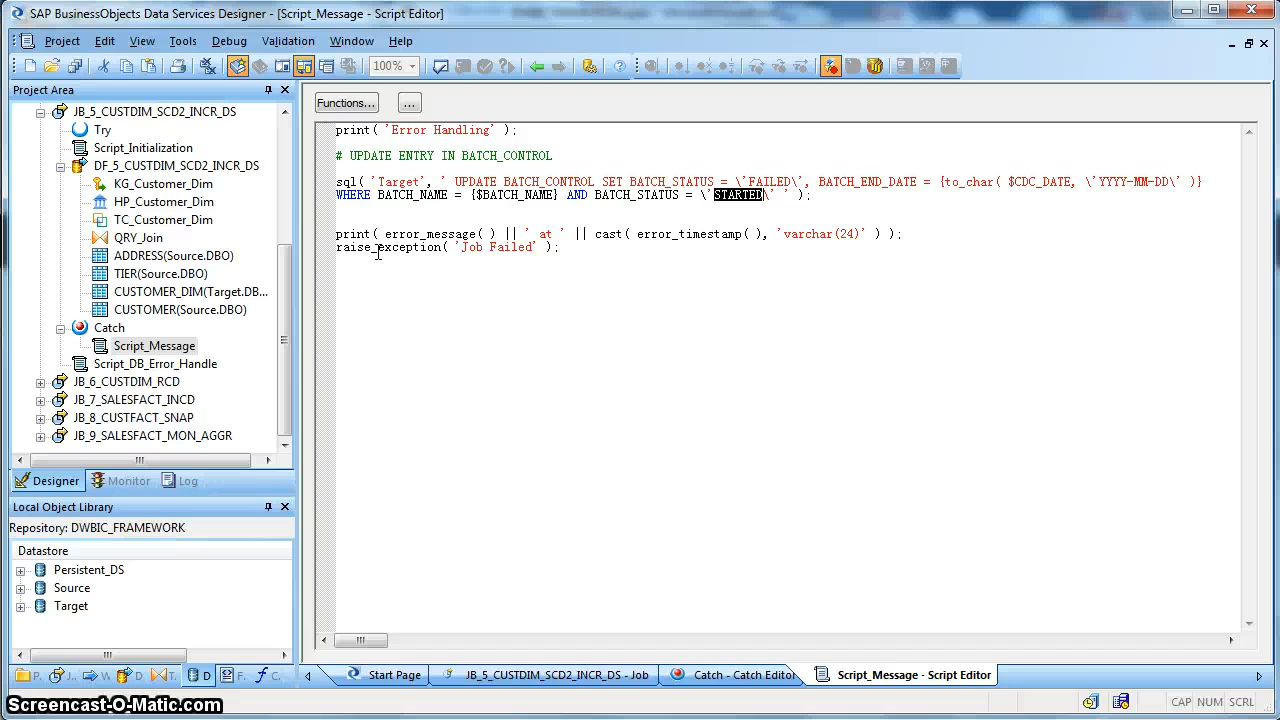 SAP BusinessObjects Data Services Designer - [Script_Message - Script Editor]
Project Edit View Tools Debug Validation Window Help
100%
Project Area
JB_5_CUSTDIM_SCD2_INCR_DS
Try
Script_Initialization
DF_5_CUSTDIM_SCD2_INCR_DS
KG_Customer_Dim
HP_Customer_Dim
TC_Customer_Dim
QRY_Join
ADDRESS(Source.DBO)
TIER(Source.DBO)
CUSTOMER_DIM(Target.DB...
CUSTOMER(Source.DBO)
Catch
Script_Message
Script_DB_Error_Handle
JB_6_CUSTDIM_RCD
JB_7_SALESFACT_INCD
JB_8_CUSTFACT_SNAP
JB_9_SALESFACT_MON_AGGR
Designer Monitor Log
Local Object Library
Repository: DWBIC_FRAMEWORK
Datastore
Persistent_DS
Source
Target
P. J.. W. D.. T. D F. C.
Functions... ...
print( 'Error Handling' );
# UPDATE ENTRY IN BATCH_CONTROL
sql( 'Target', ' UPDATE BATCH_CONTROL SET BATCH_STATUS = \'FAILED\', BATCH_END_DATE = {to_char( $CDC_DATE, \'YYYY-MM-DD\' )}
WHERE BATCH_NAME = {$BATCH_NAME} AND BATCH_STATUS = \'STARTED\' ' );
print( error_message( ) || ' at ' || cast( error_timestamp( ), 'varchar(24)' ) );
raise_exception( 'Job Failed' );
Start Page JB_5_CUSTDIM_SCD2_INCR_DS - Job Catch - Catch Editor Script_Message - Script Editor
CAP NUM SCRL
Screencast-O-Matic.com